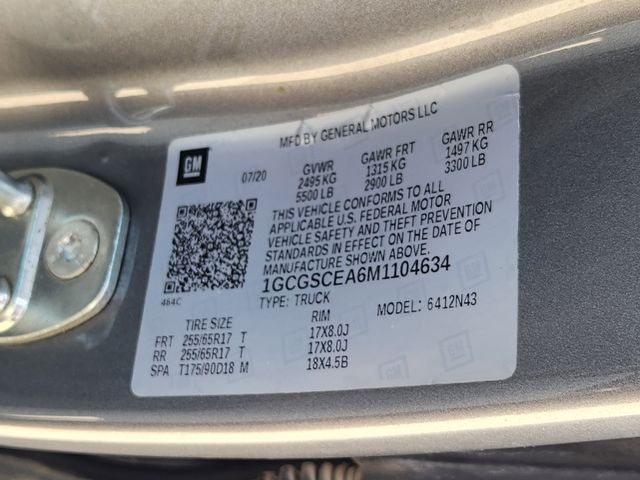 MFD BY GENERAL MOTORS LLC
GM
07/20
GVWR GAWR FRT GAWR RR
2495 KG 1315 KG 1497 KG
5500 LB 2900 LB 3300 LB
THIS VEHICLE CONFORMS TO ALL
APPLICABLE U.S. FEDERAL MOTOR
VEHICLE SAFETY AND THEFT PREVENTION
STANDARDS IN EFFECT ON THE DATE OF
MANUFACTURE SHOWN ABOVE.
464C
1GCGSCEA6M1104634
TYPE: TRUCK MODEL: 6412N43
TIRE SIZE RIM
FRT 255/65R17 T 17X8.0J
RR 255/65R17 T 17X8.0J
SPA T175/90D18 M 18X4.5B